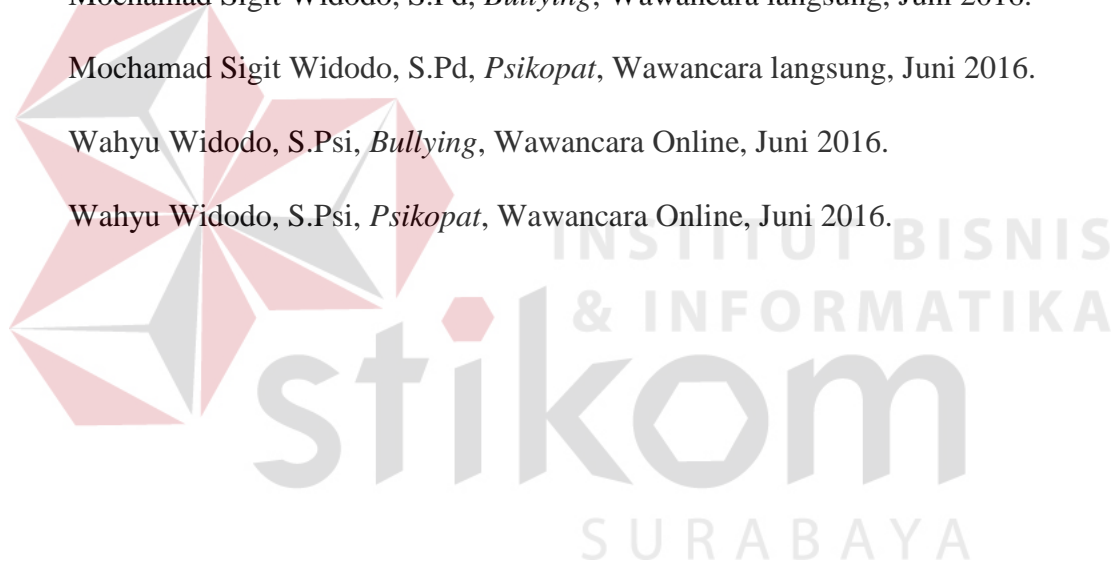 Mochamad Sigit Widodo, S.Pd, Bullying, Wawancara langsung, Juni 2016.
Mochamad Sigit Widodo, S.Pd, Psikopat, Wawancara langsung, Juni 2016.
Wahyu Widodo, S.Psi, Bullying, Wawancara Online, Juni 2016.
Wahyu Widodo, S.Psi, Psikopat, Wawancara Online, Juni 2016.
INSTITUT BISNIS
& INFORMATIKA
stikom
SURABAYA